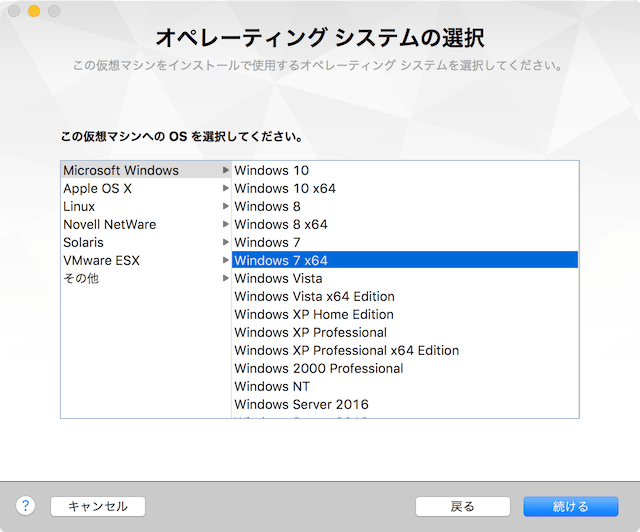 オペレーティング システムの選択
この仮想マシンをインストールで使用するオペレーティング システムを選択してください。
この仮想マシンへの OS を選択してください。
Microsoft Windows
Apple OS X
Linux
Novell NetWare
Solaris
VMware ESX
その他
Windows 10
Windows 10 x64
Windows 8
Windows 8 x64
Windows 7
Windows 7 x64
Windows Vista
Windows Vista x64 Edition
Windows XP Home Edition
Windows XP Professional
Windows XP Professional x64 Edition
Windows 2000 Professional
Windows NT
Windows Server 2016
?
キャンセル
戻る
続ける